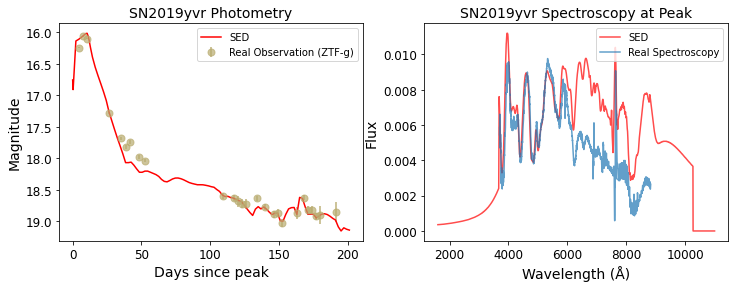 SN2019yvr Photometry
SED
Real Observation (ZTF-g)
Magnitude
16.0
16.5
17.0
17.5
18.0
18.5
19.0
0
50
100
150
200
Days since peak
SN2019yvr Spectroscopy at Peak
SED
Real Spectroscopy
Flux
0.010
0.008
0.006
0.004
0.002
0.000
2000
4000
6000
8000
10000
Wavelength (Å)